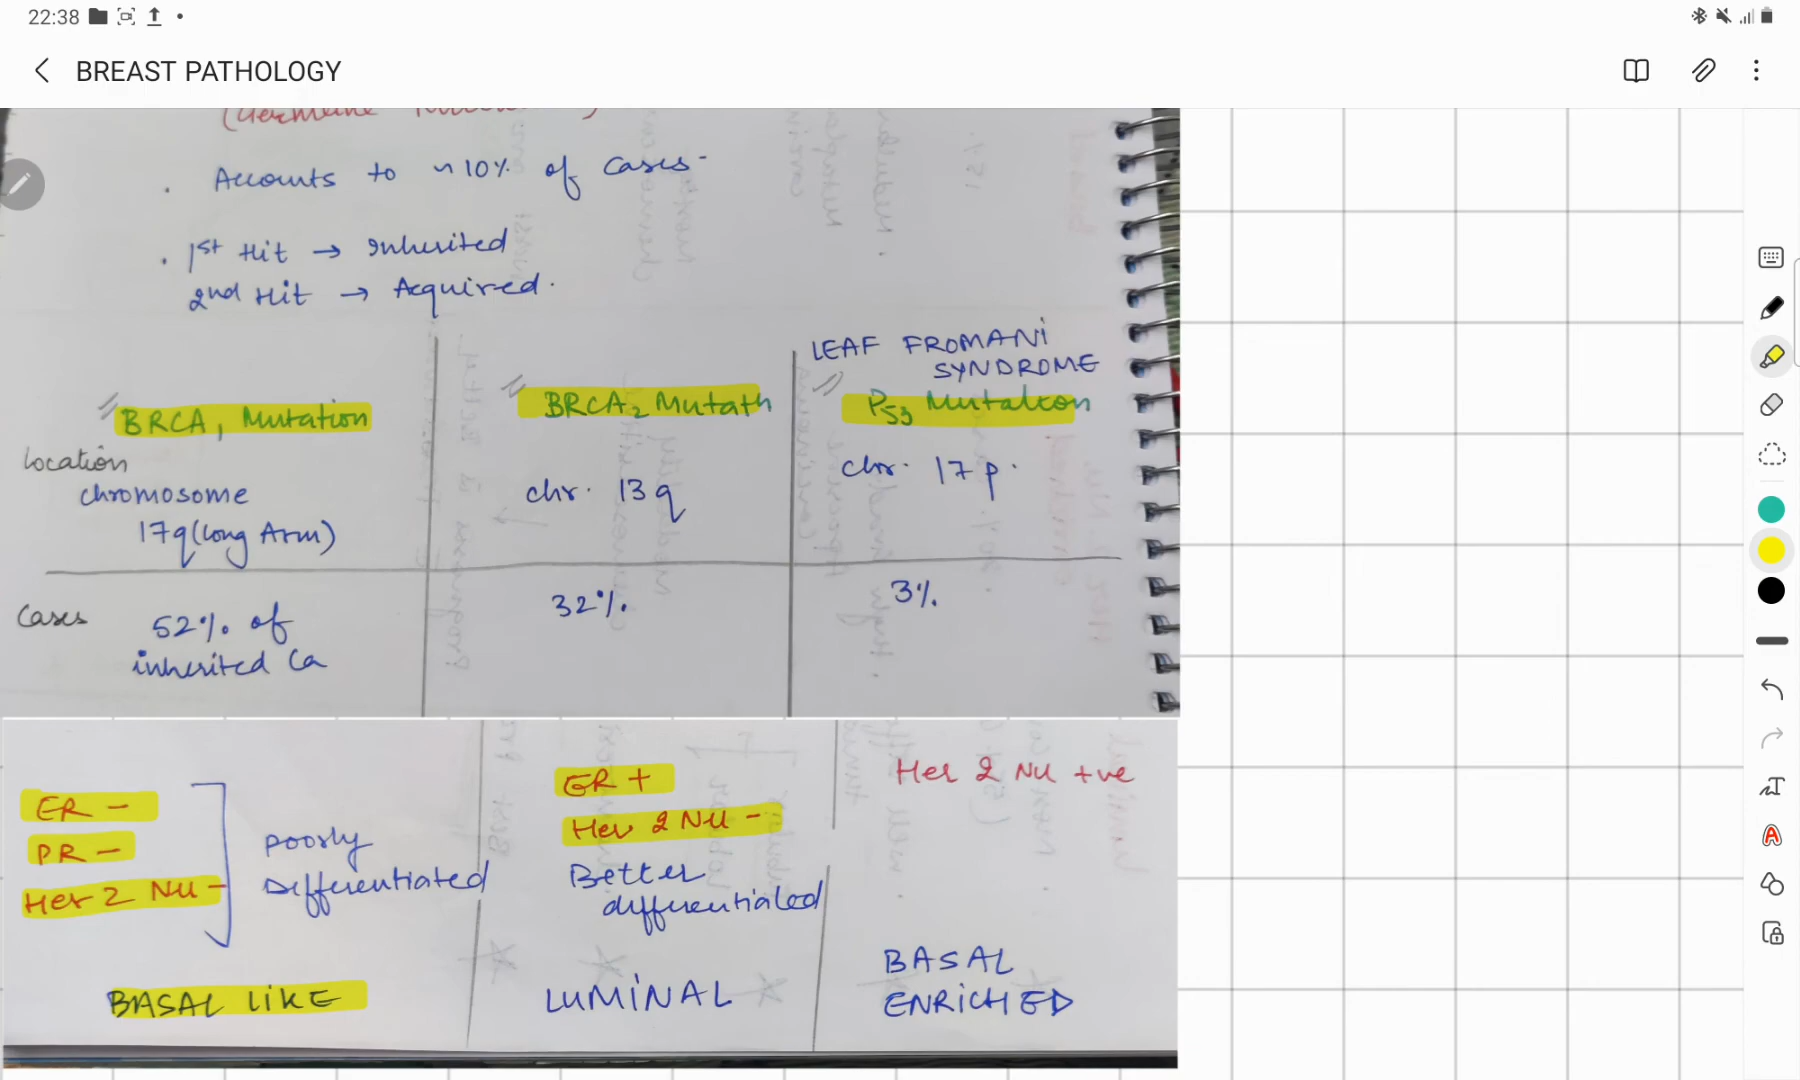 22:38
BREAST PATHOLOGY
Accounts to ~10% of Cases.
1st Hit → Inherited
2nd Hit → Acquired.
LEAF FROMANI
SYNDROME
BRCA1 Mutation
BRCA2 Mutatn
P53 Mutation
Location
chromosome
17q (long Arm)
chr. 13q
chr. 17p.
Cases
52% of
inherited Ca
32%.
3%.
ER -
PR -
Her 2 Nu -
Poorly
Differentiated
BASAL LIKE
ER +
Her 2 Nu -
Better
differentiated
LUMINAL
Her 2 Nu +ve
BASAL
ENRICHED